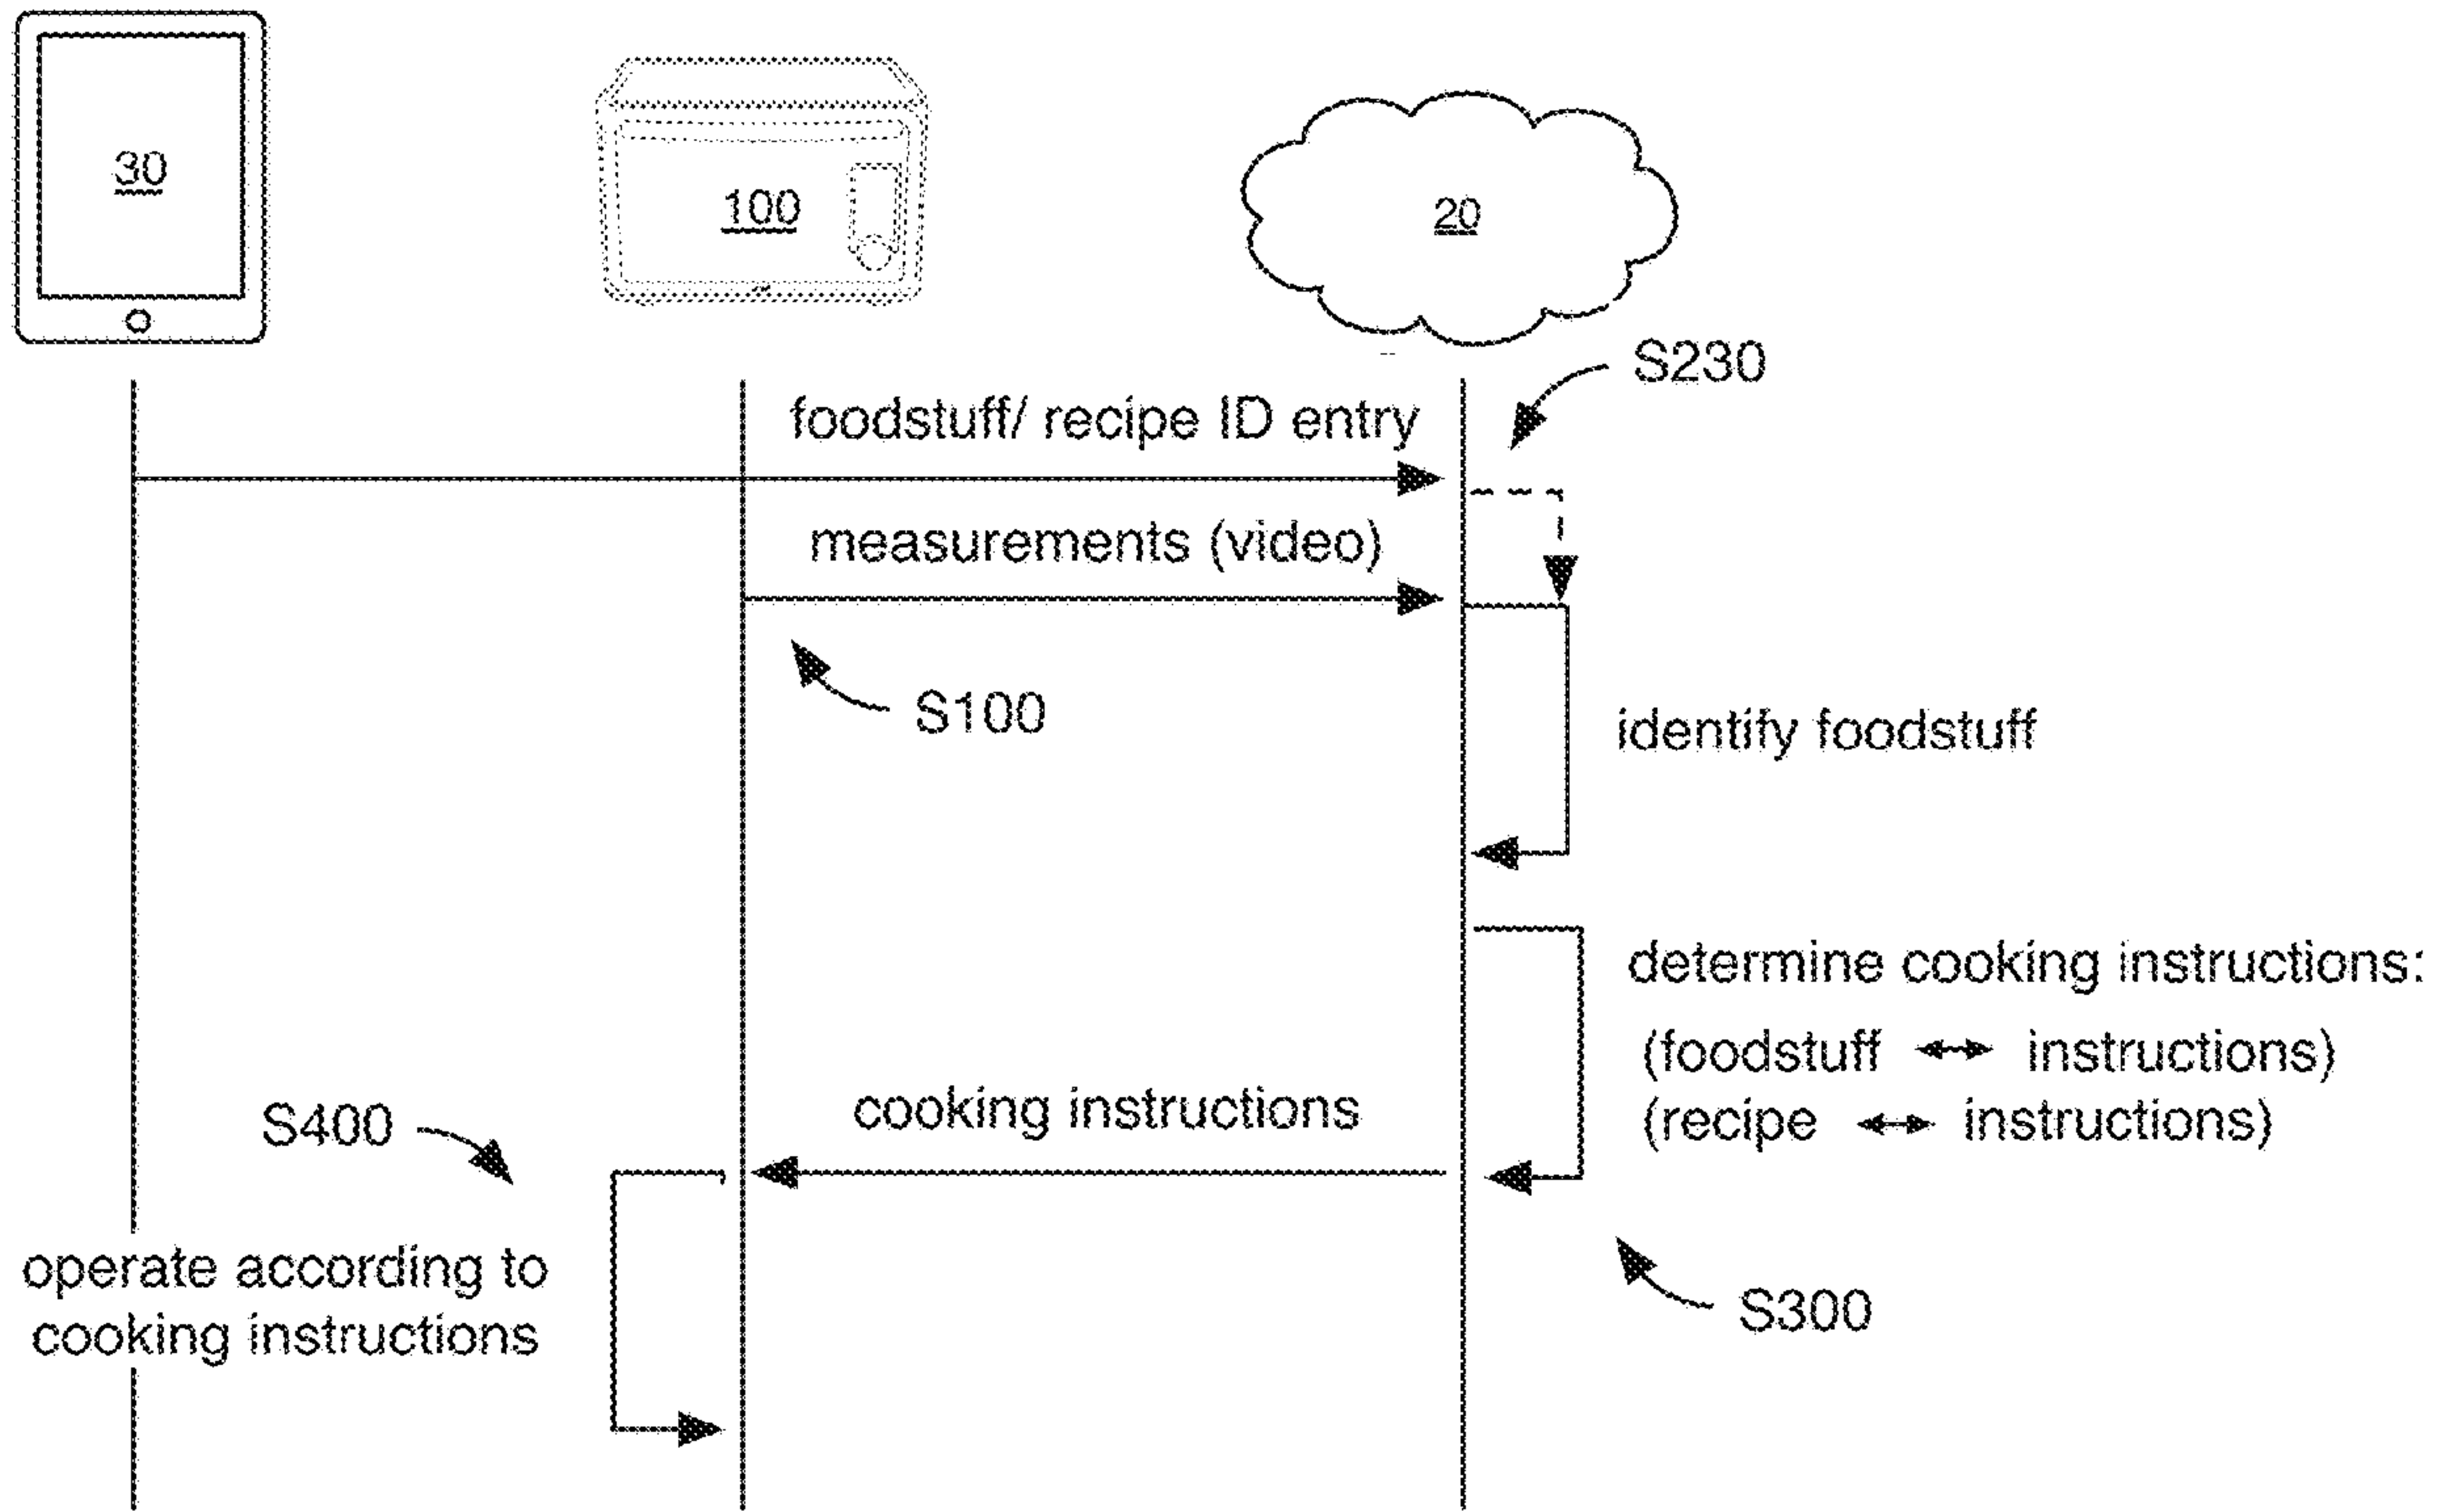 30
100
20
S230
foodstuff/ recipe ID entry
measurements (video)
S100
identify foodstuff
determine cooking instructions:
(foodstuff ↔ instructions)
(recipe ↔ instructions)
cooking instructions
S400
operate according to
cooking instructions
S300